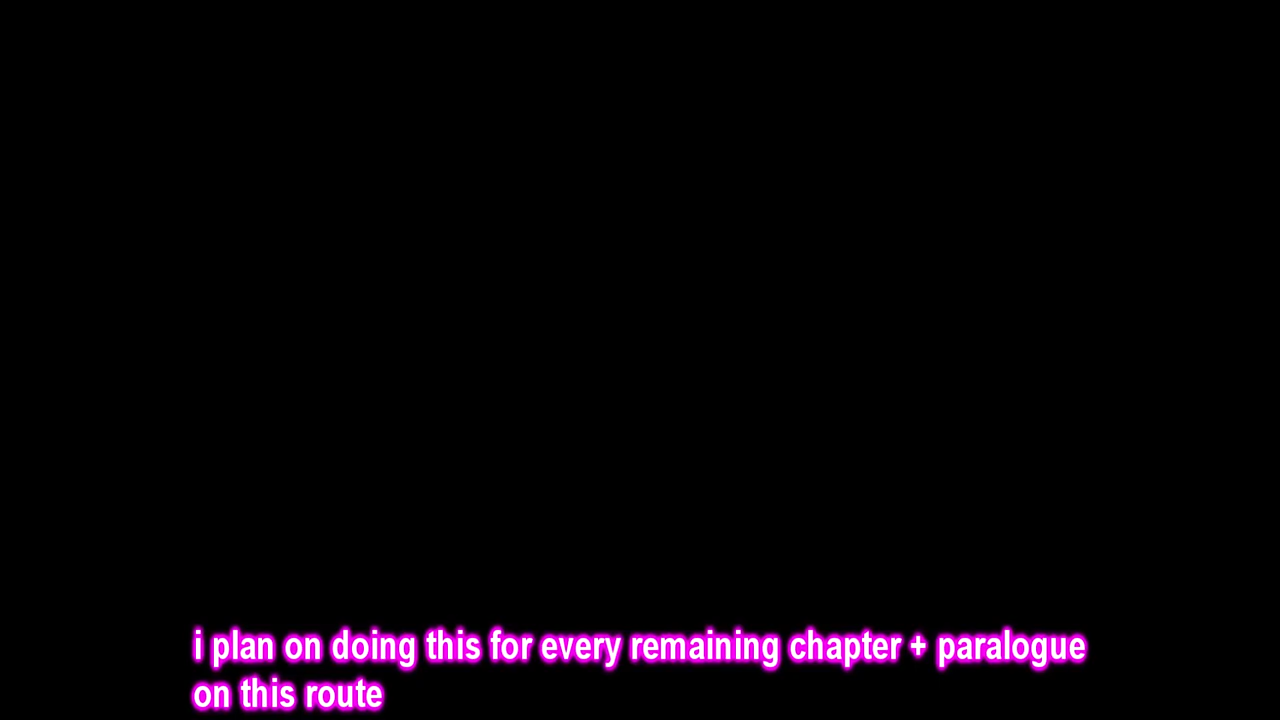 i plan on doing this for every remaining chapter + paralogue
on this route